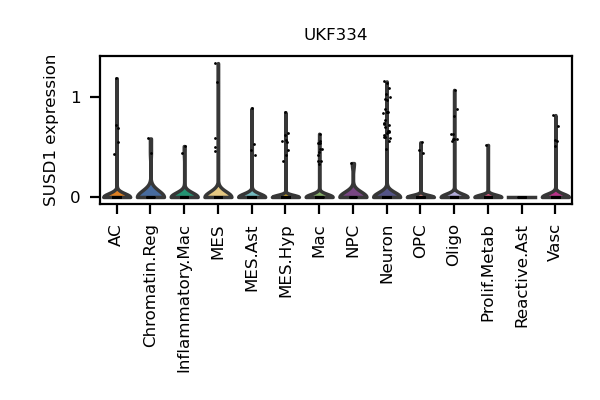 UKF334
SUSD1 expression
1
0
AC
Chromatin.Reg
Inflammatory.Mac
MES
MES.Ast
MES.Hyp
Mac
NPC
Neuron
OPC
Oligo
Prolif.Metab
Reactive.Ast
Vasc